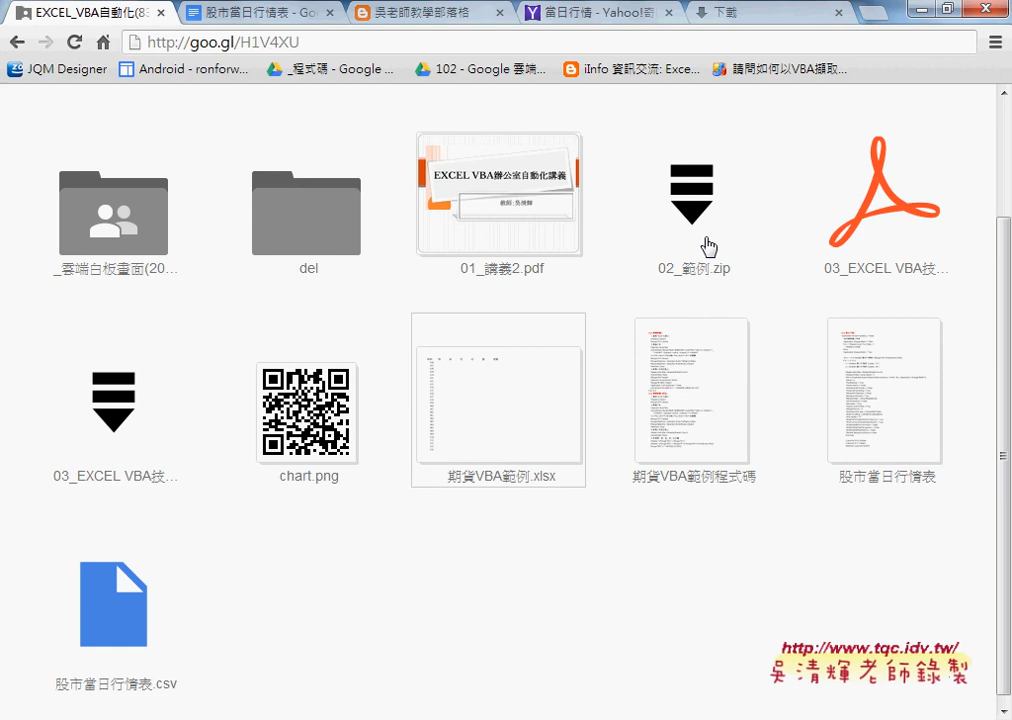 EXCEL_VBA自動化(83
股市當日行情表 - Go
吳老師教學部落格
當日行情 - Yahoo!奇
下載
http://goo.gl/H1V4XU
JQM Designer
Android - ronforw...
_程式碼 - Google ...
102 - Google 雲端...
iInfo 資訊交流: Exce...
請問如何以VBA擷取...
EXCEL VBA辦公室自動化講義
_雲端白板畫面(20...
del
01_講義2.pdf
02_範例.zip
03_EXCEL VBA技...
03_EXCEL VBA技...
chart.png
期貨VBA範例.xlsx
期貨VBA範例程式碼
股市當日行情表
股市當日行情表.csv
http://www.tqc.idv.tw/
吳清輝老師錄製